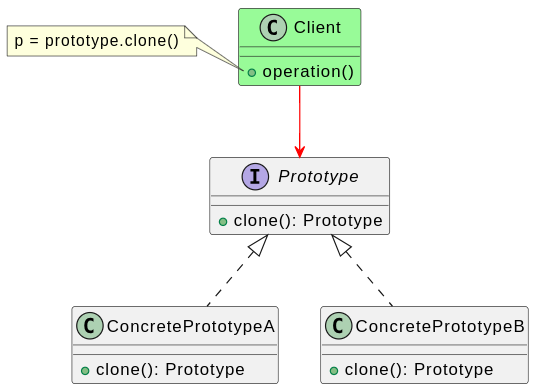 p = prototype.clone()
C Client
operation()
I Prototype
clone(): Prototype
C ConcretePrototypeA
clone(): Prototype
C ConcretePrototypeB
clone(): Prototype